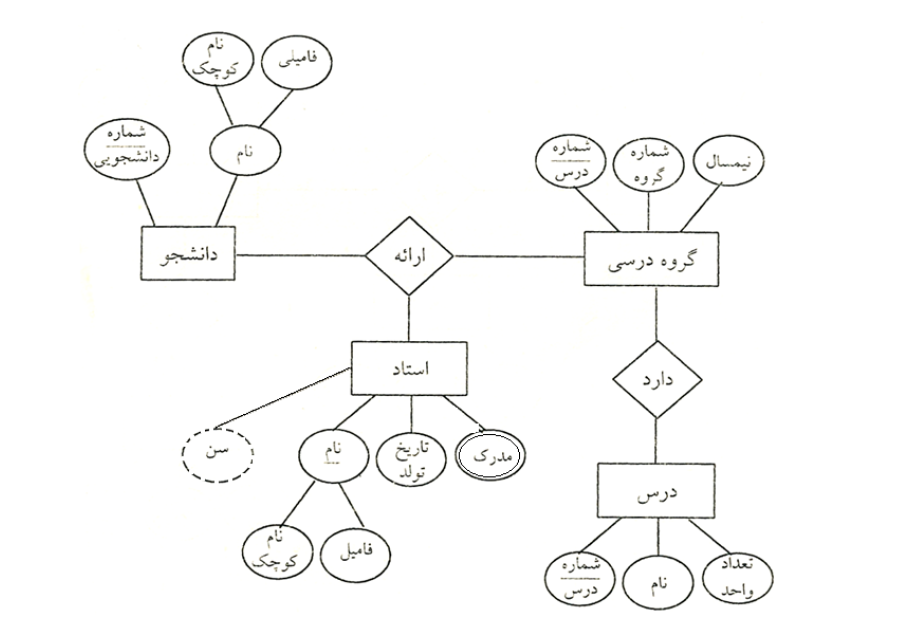 نام
کوچک
فامیلی
شماره
دانشجویی
نام
شماره
درس
شماره
گروه
نیمسال
دانشجو
ارائه
گروه درسی
استاد
دارد
سن
نام
تاریخ
تولد
مدرک
درس
نام
کوچک
فامیل
شماره
درس
نام
تعداد
واحد